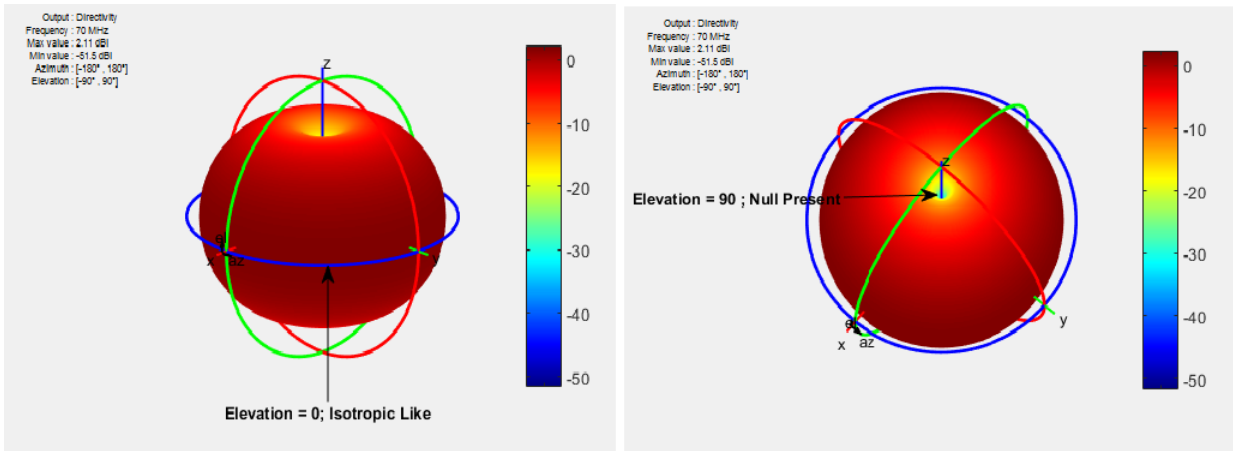 Output : Directivity
Frequency : 70 MHz
Max value : 2.11 dBi
Min value : -51.5 dBi
Azimuth : [-180° , 180°]
Elevation : [-90° , 90°]
z
0
-10
-20
-30
-40
-50
el
x
az
y
Elevation = 0; Isotropic Like
Output : Directivity
Frequency : 70 MHz
Max value : 2.11 dBi
Min value : -51.5 dBi
Azimuth : [-180° , 180°]
Elevation : [-90° , 90°]
0
-10
-20
-30
-40
-50
z
Elevation = 90 ; Null Present
el
x
az
y